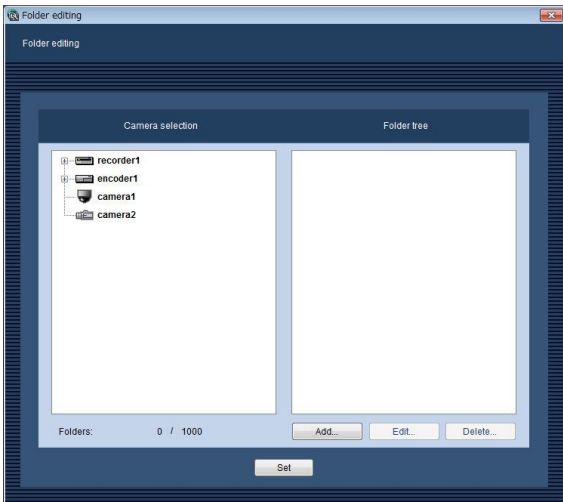 Folder editing
Folder editing
Camera selection
Folder tree
recorder1
encoder1
camera1
camera2
Folders: 0 / 1000
Add...
Edit...
Delete...
Set